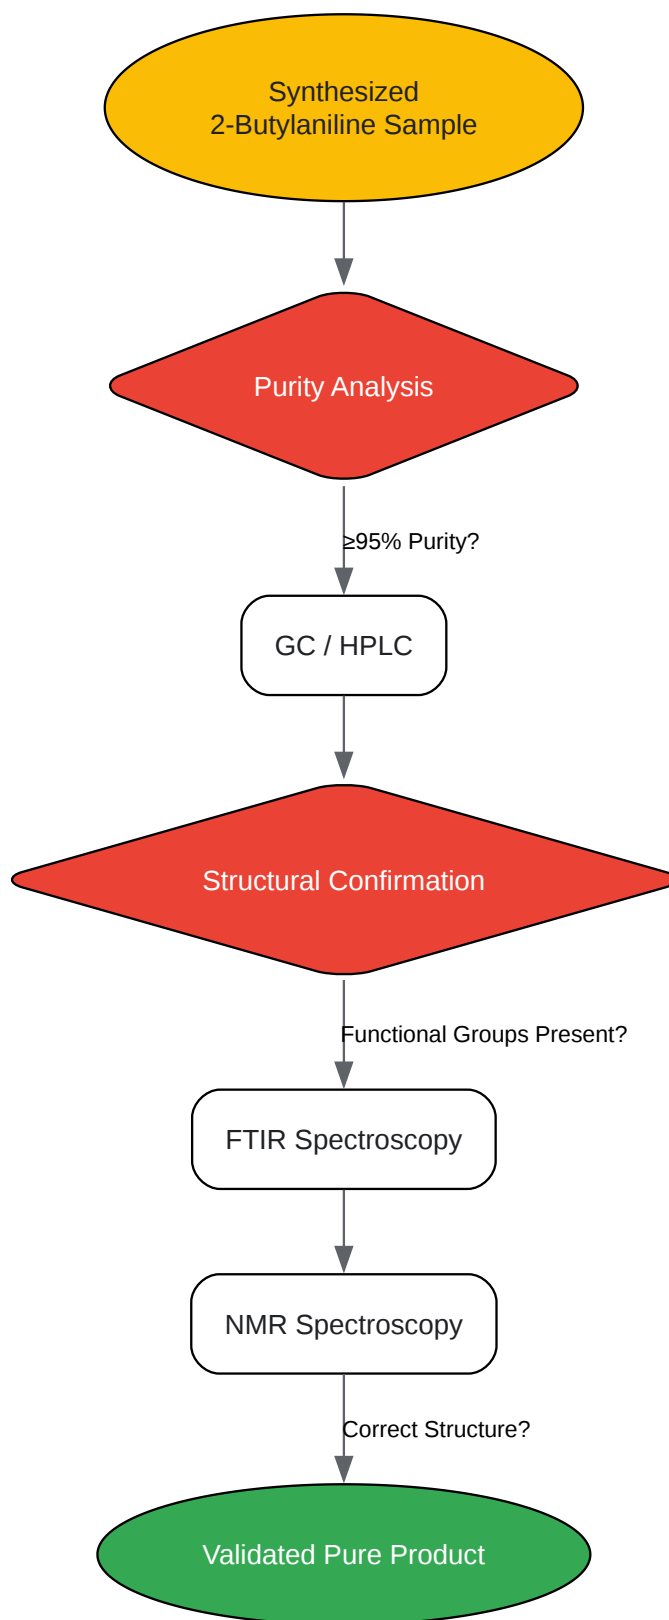 Synthesized
2-Butylaniline Sample
Purity Analysis
≥95% Purity?
GC / HPLC
Structural Confirmation
Functional Groups Present?
FTIR Spectroscopy
NMR Spectroscopy
Correct Structure?
Validated Pure Product